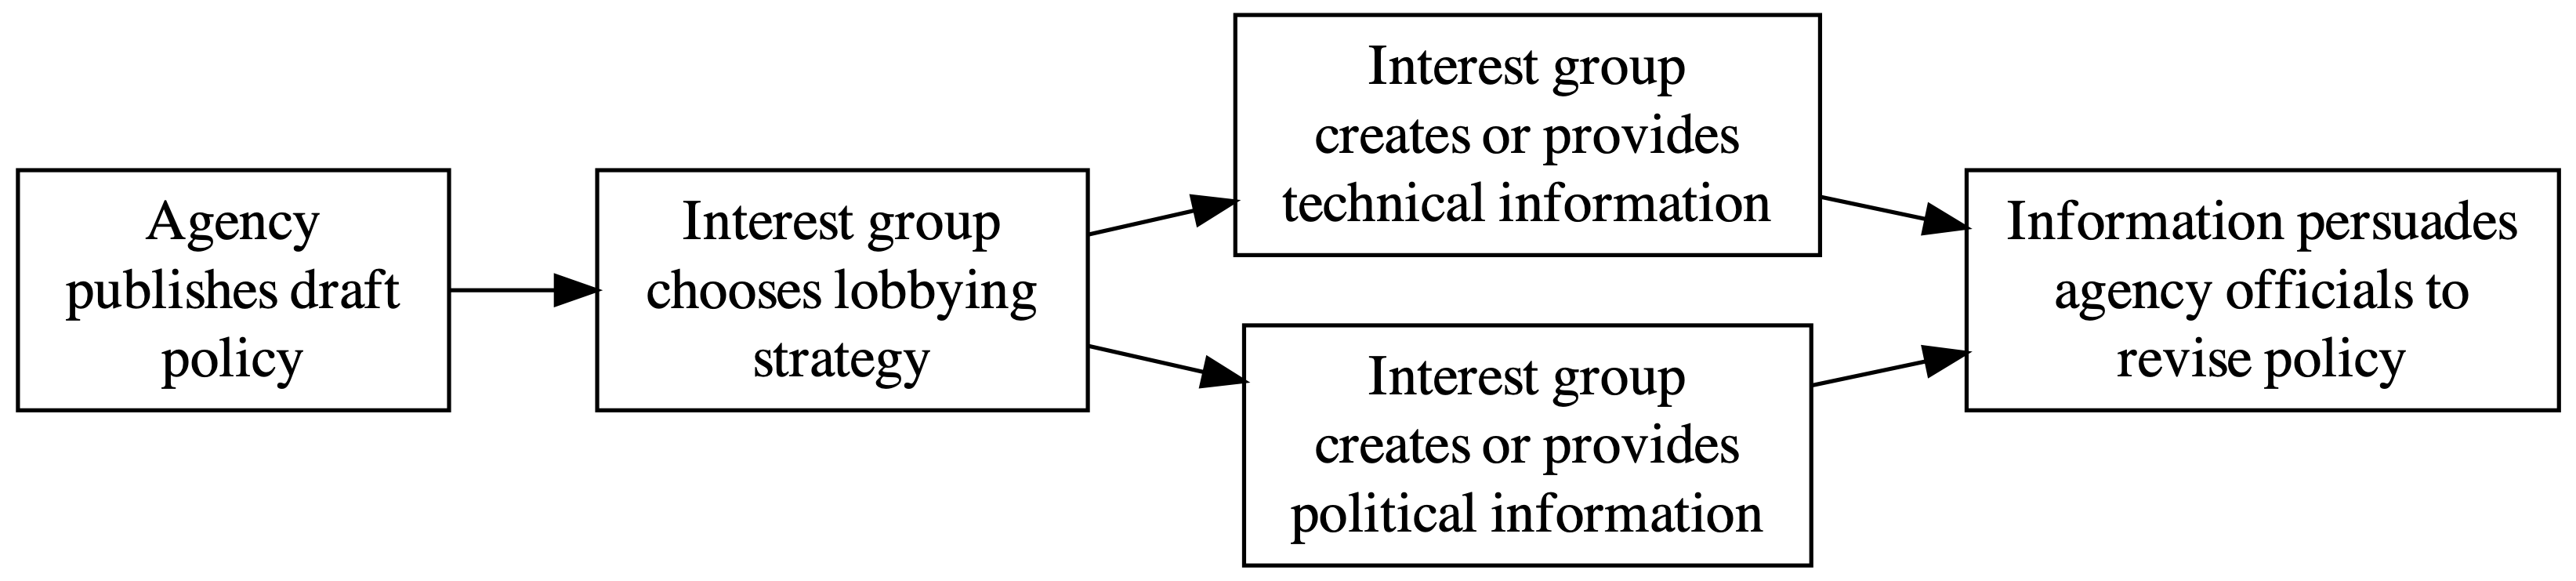 Agency
publishes draft
policy
Interest group
chooses lobbying
strategy
Interest group
creates or provides
technical information
Interest group
creates or provides
political information
Information persuades
agency officials to
revise policy